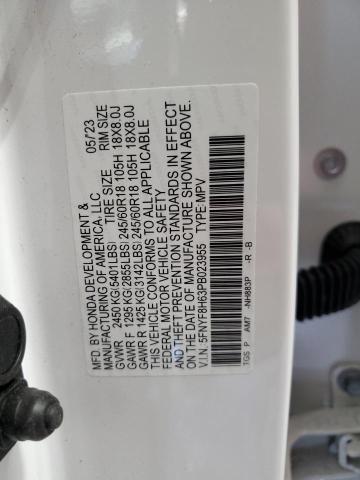 MFD. BY HONDA DEVELOPMENT & 05/'23
MANUFACTURING OF AMERICA, LLC
TIRE SIZE RIM SIZE
GVWR 2450 KG(5401LBS)
GAWR F 1295 KG(2855LBS) 245/60R18 105H 18X8.0J
GAWR R 1425 KG(3142LBS) 245/60R18 105H 18X8.0J
THIS VEHICLE CONFORMS TO ALL APPLICABLE
FEDERAL MOTOR VEHICLE SAFETY
AND THEFT PREVENTION STANDARDS IN EFFECT
ON THE DATE OF MANUFACTURE SHOWN ABOVE.
V.I.N.: 5FNYF8H63PB023955 TYPE:MPV
TGS P AM7 -NH883P -R -B